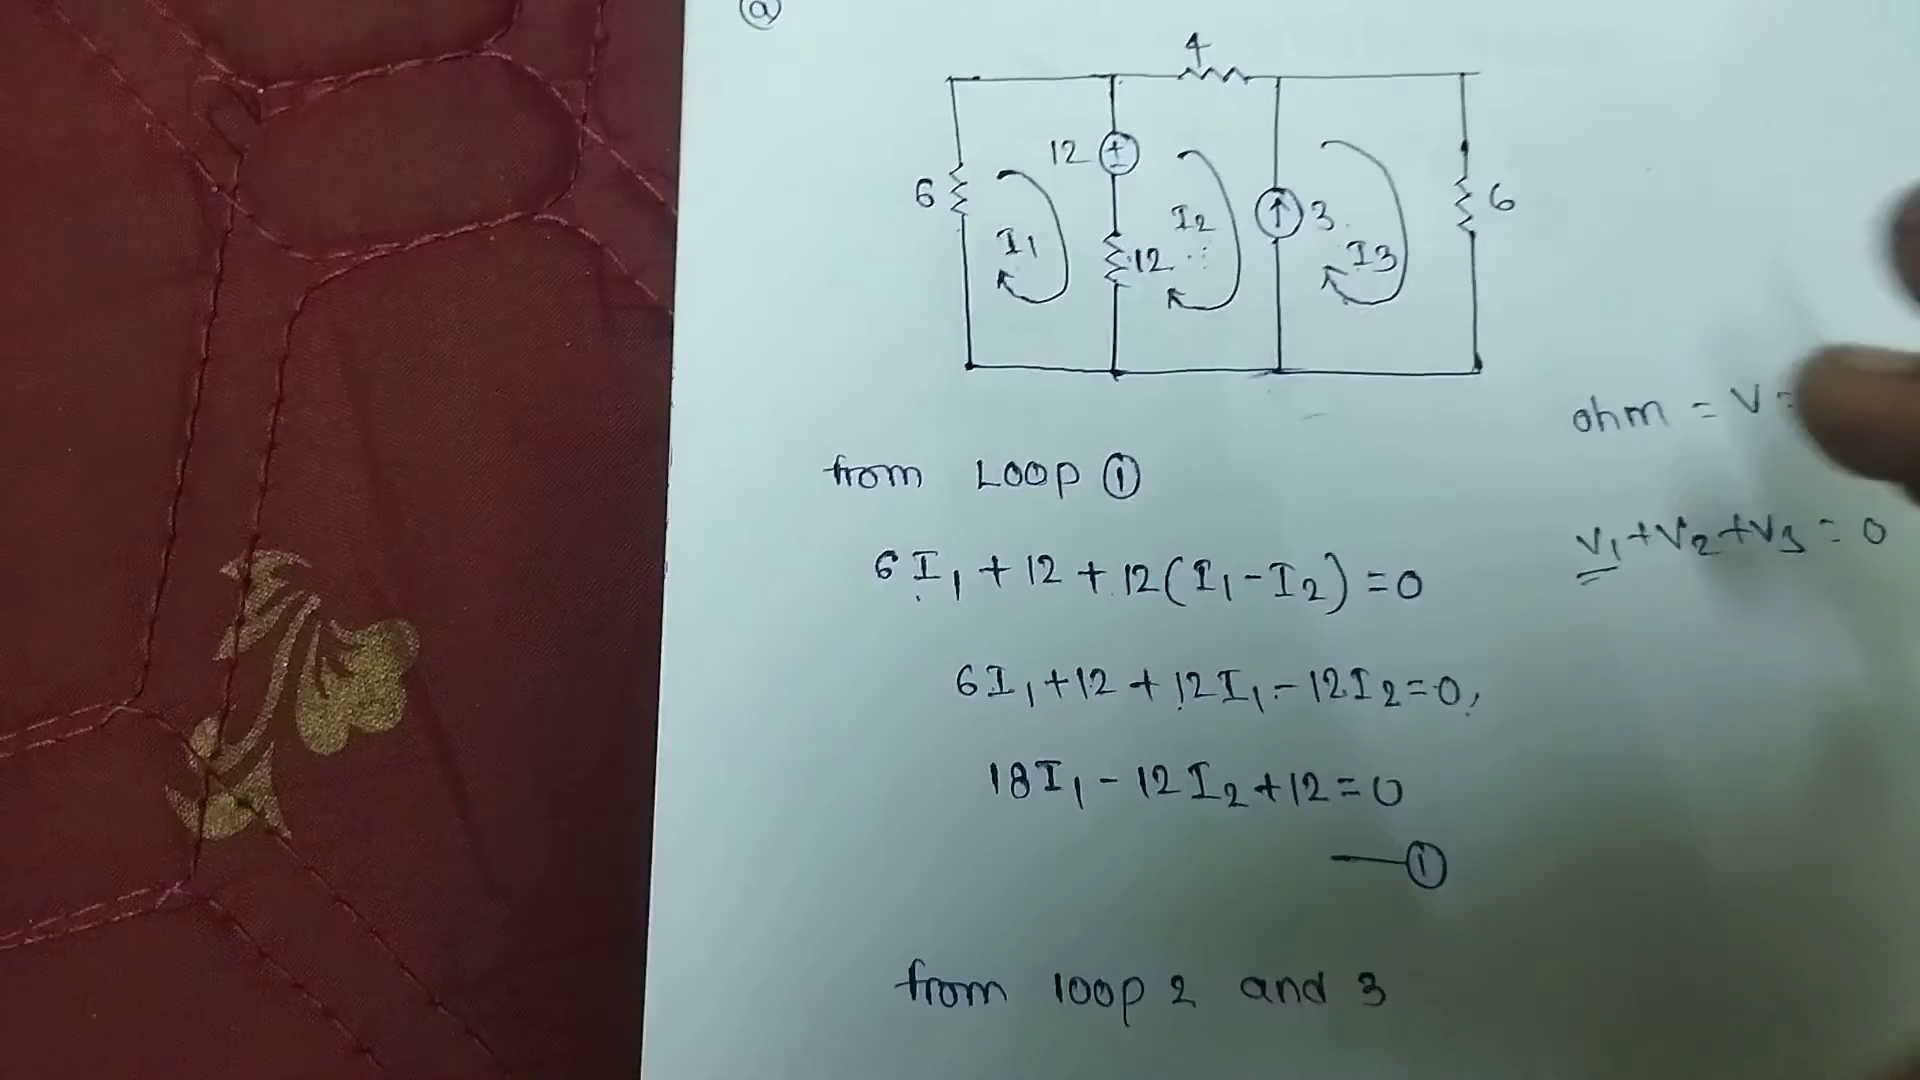 ⓐ
4
12
6
I1
I2
12
3
I3
6
ohm = V =
from LOOP ①
V1+V2+V3=0
6I1+12+12(I1-I2)=0
6I1+12+12I1-12I2=0
18I1-12I2+12=0
—①
from loop 2 and 3